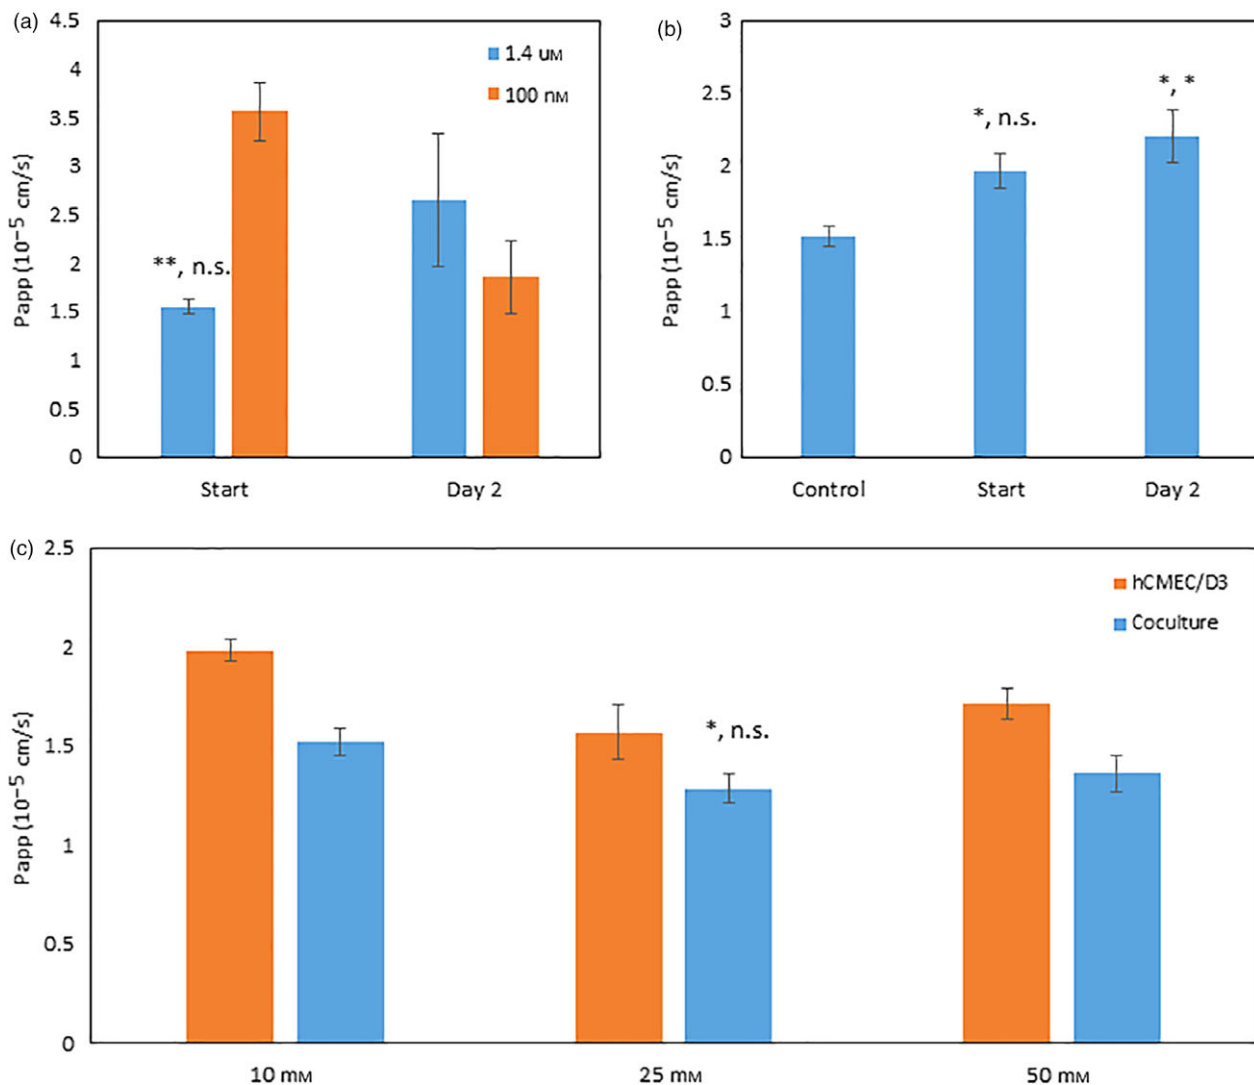 (a)
4.5
4
3.5
3
2.5
2
1.5
1
0.5
0
Papp (10⁻⁵ cm/s)
1.4 uM
100 nM
**, n.s.
Start
Day 2
(b)
3
2.5
2
1.5
1
0.5
0
Papp (10⁻⁵ cm/s)
*, n.s.
*, *
Control
Start
Day 2
(c)
2.5
2
1.5
1
0.5
0
Papp (10⁻⁵ cm/s)
hCMEC/D3
Coculture
*, n.s.
10 mM
25 mM
50 mM